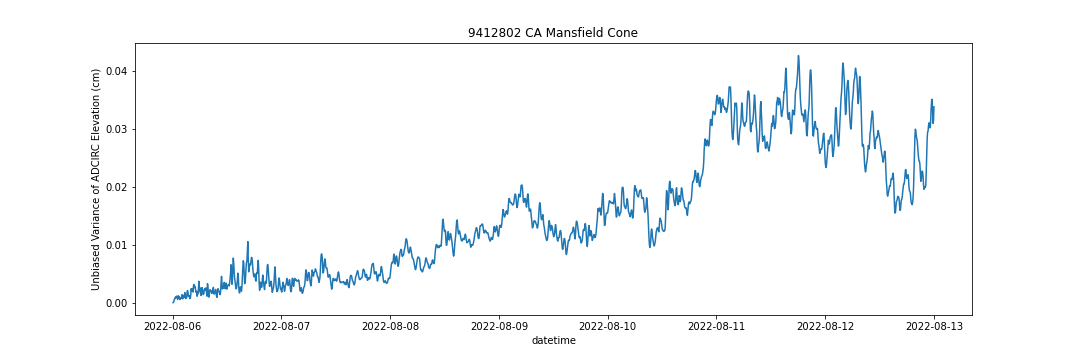 9412802 CA Mansfield Cone
Unbiased Variance of ADCIRC Elevation (cm)
0.04
0.03
0.02
0.01
0.00
2022-08-06 2022-08-07 2022-08-08 2022-08-09 2022-08-10 2022-08-11 2022-08-12 2022-08-13
datetime